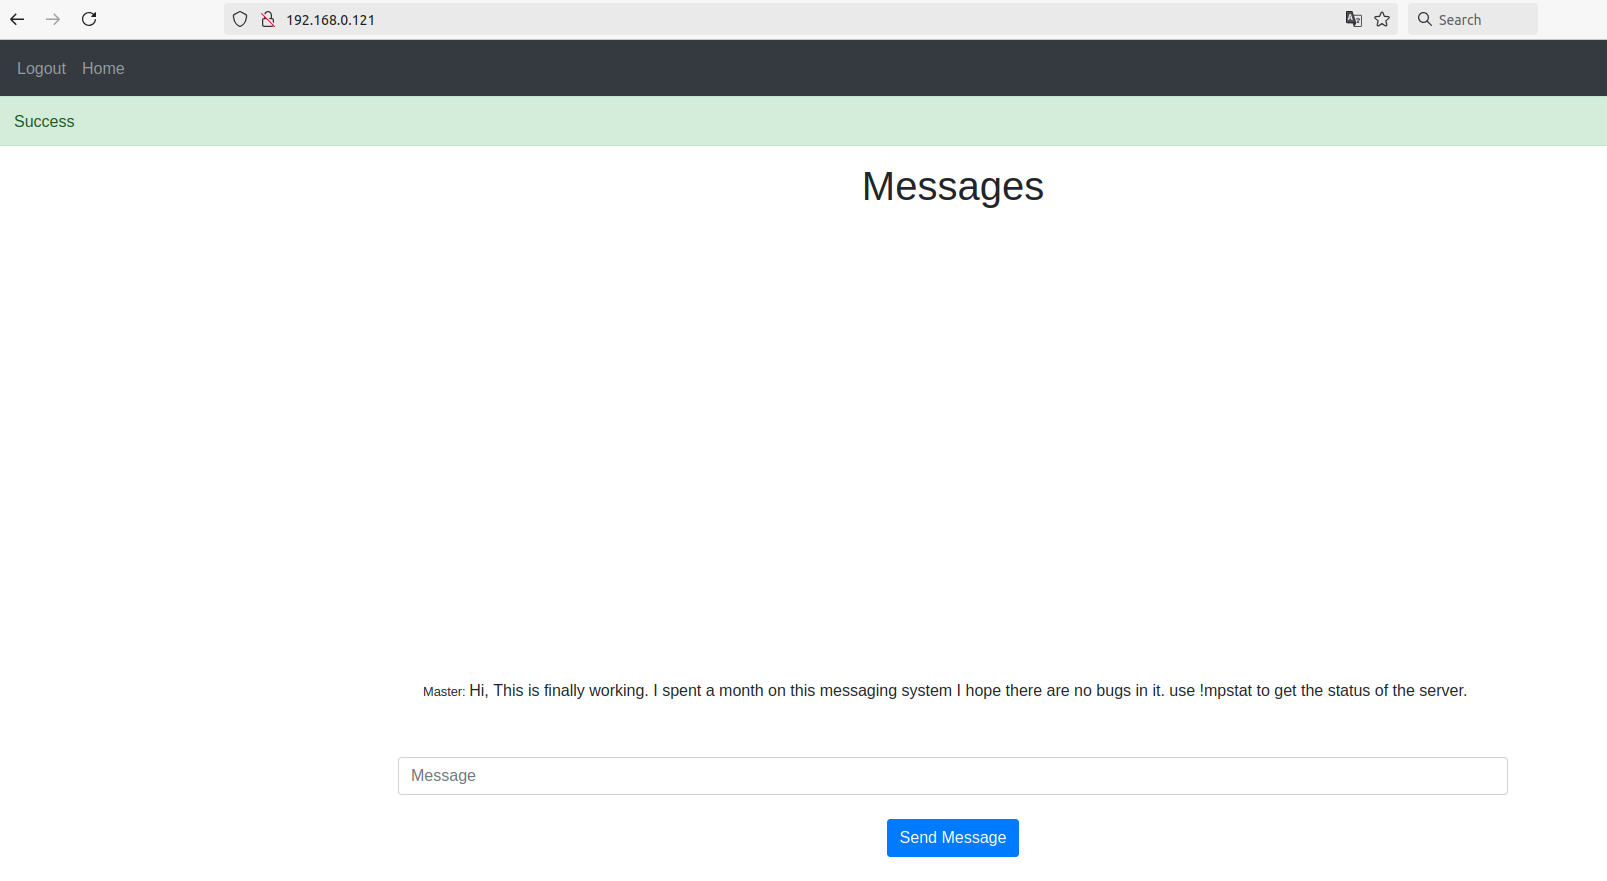 192.168.0.121
Search
Logout Home
Success
Messages
Master: Hi, This is finally working. I spent a month on this messaging system I hope there are no bugs in it. use !mpstat to get the status of the server.
Message
Send Message